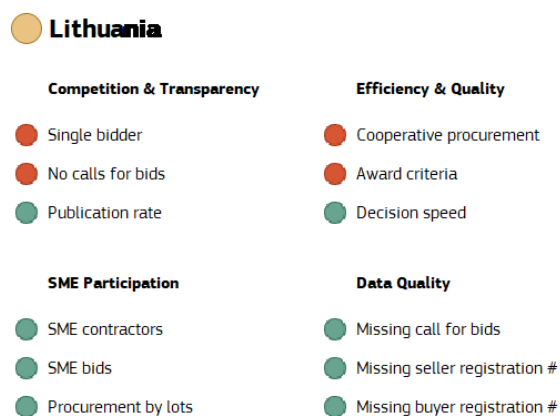 Lithuania
Competition & Transparency
Single bidder
No calls for bids
Publication rate
Efficiency & Quality
Cooperative procurement
Award criteria
Decision speed
SME Participation
SME contractors
SME bids
Procurement by lots
Data Quality
Missing call for bids
Missing seller registration #
Missing buyer registration #